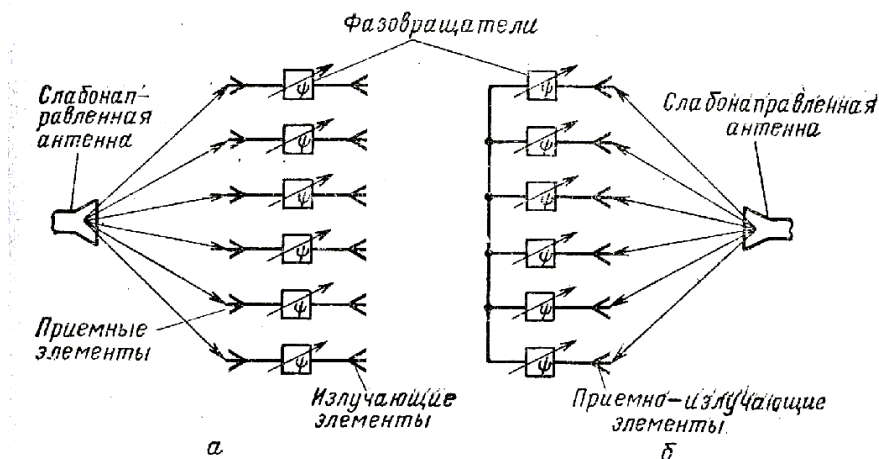 Фазовращатели
Слабонап-
равленная
антенна
Слабонаправленная
антенна
ψ ψ
ψ ψ
ψ ψ
ψ ψ
ψ ψ
ψ ψ
Приемные
элементы
Излучающие
элементы
Приемно-излучающие
элементы
а б